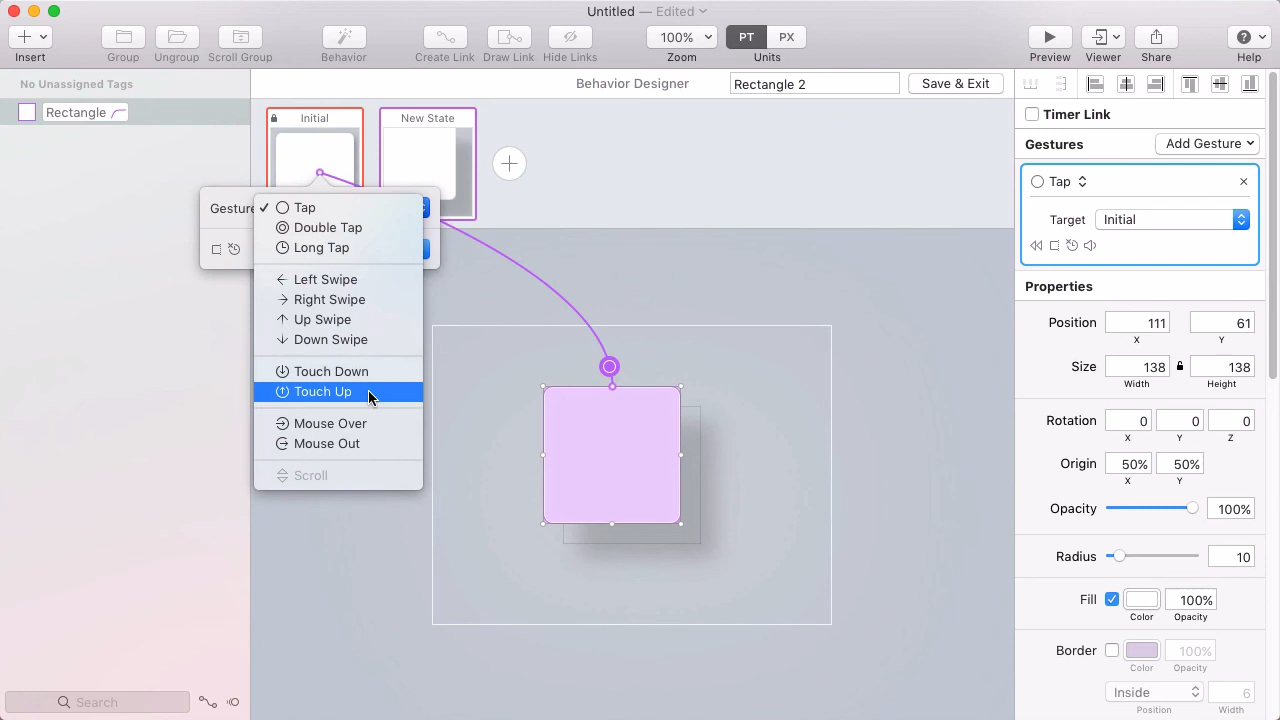 Untitled — Edited
Insert
Group
Ungroup
Scroll Group
Behavior
Create Link
Draw Link
Hide Links
100%
Zoom
PT
PX
Units
Preview
Viewer
Share
Help
No Unassigned Tags
Rectangle
Behavior Designer
Rectangle 2
Save & Exit
Initial
New State
Gesture
Tap
Double Tap
Long Tap
Left Swipe
Right Swipe
Up Swipe
Down Swipe
Touch Down
Touch Up
Mouse Over
Mouse Out
Scroll
Search
Timer Link
Gestures
Add Gesture
Tap
Target
Initial
Properties
Position
111
61
X
Y
Size
138
138
Width
Height
Rotation
0
0
0
X
Y
Z
Origin
50%
50%
X
Y
Opacity
100%
Radius
10
Fill
100%
Color
Opacity
Border
100%
Color
Opacity
Inside
6
Position
Width